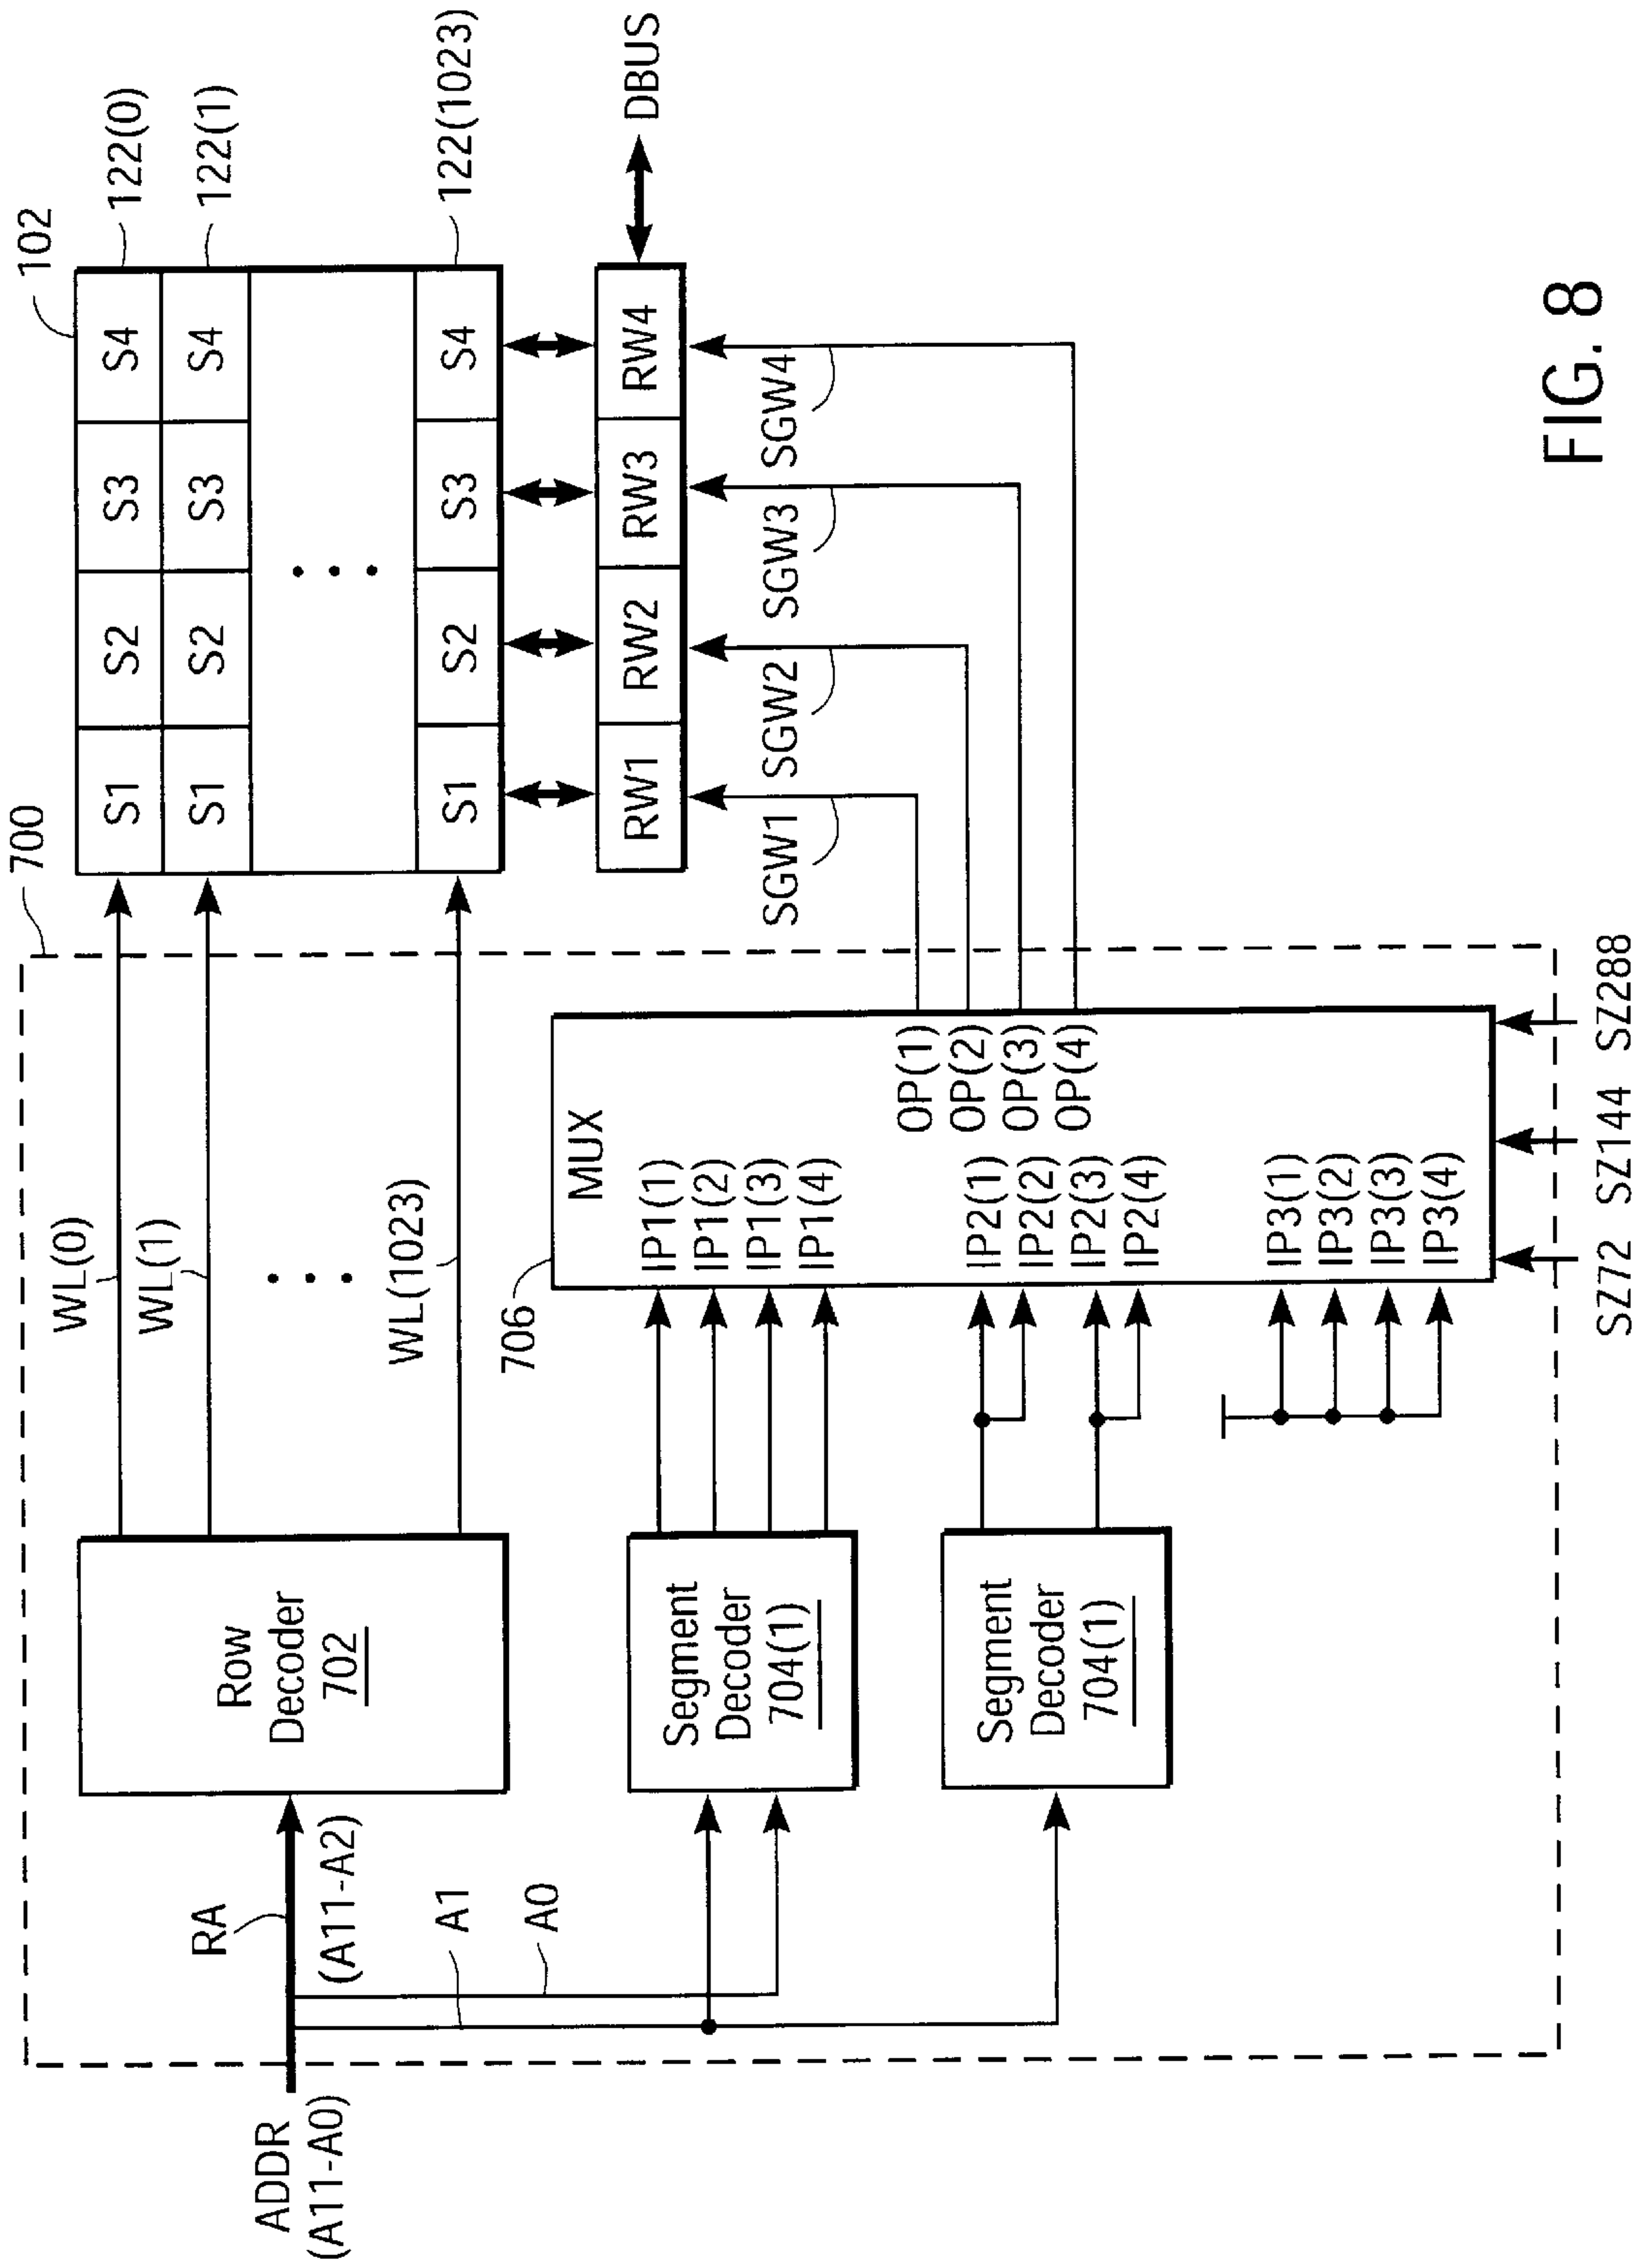 700
102
122(0)
122(1)
122(1023)
S1 S2 S3 S4
S1 S2 S3 S4
S1 S2 S3 S4
WL(0)
WL(1)
WL(1023)
RW1 RW2 RW3 RW4
DBUS
SGW1 SGW2 SGW3 SGW4
ADDR
(A11-A0)
RA
(A11-A2)
A1
A0
Row
Decoder
702
Segment
Decoder
704(1)
Segment
Decoder
704(1)
706
MUX
IP1(1)
IP1(2)
IP1(3)
IP1(4)
IP2(1)
IP2(2)
IP2(3)
IP2(4)
IP3(1)
IP3(2)
IP3(3)
IP3(4)
OP(1)
OP(2)
OP(3)
OP(4)
SZ72 SZ144 SZ288
FIG. 8